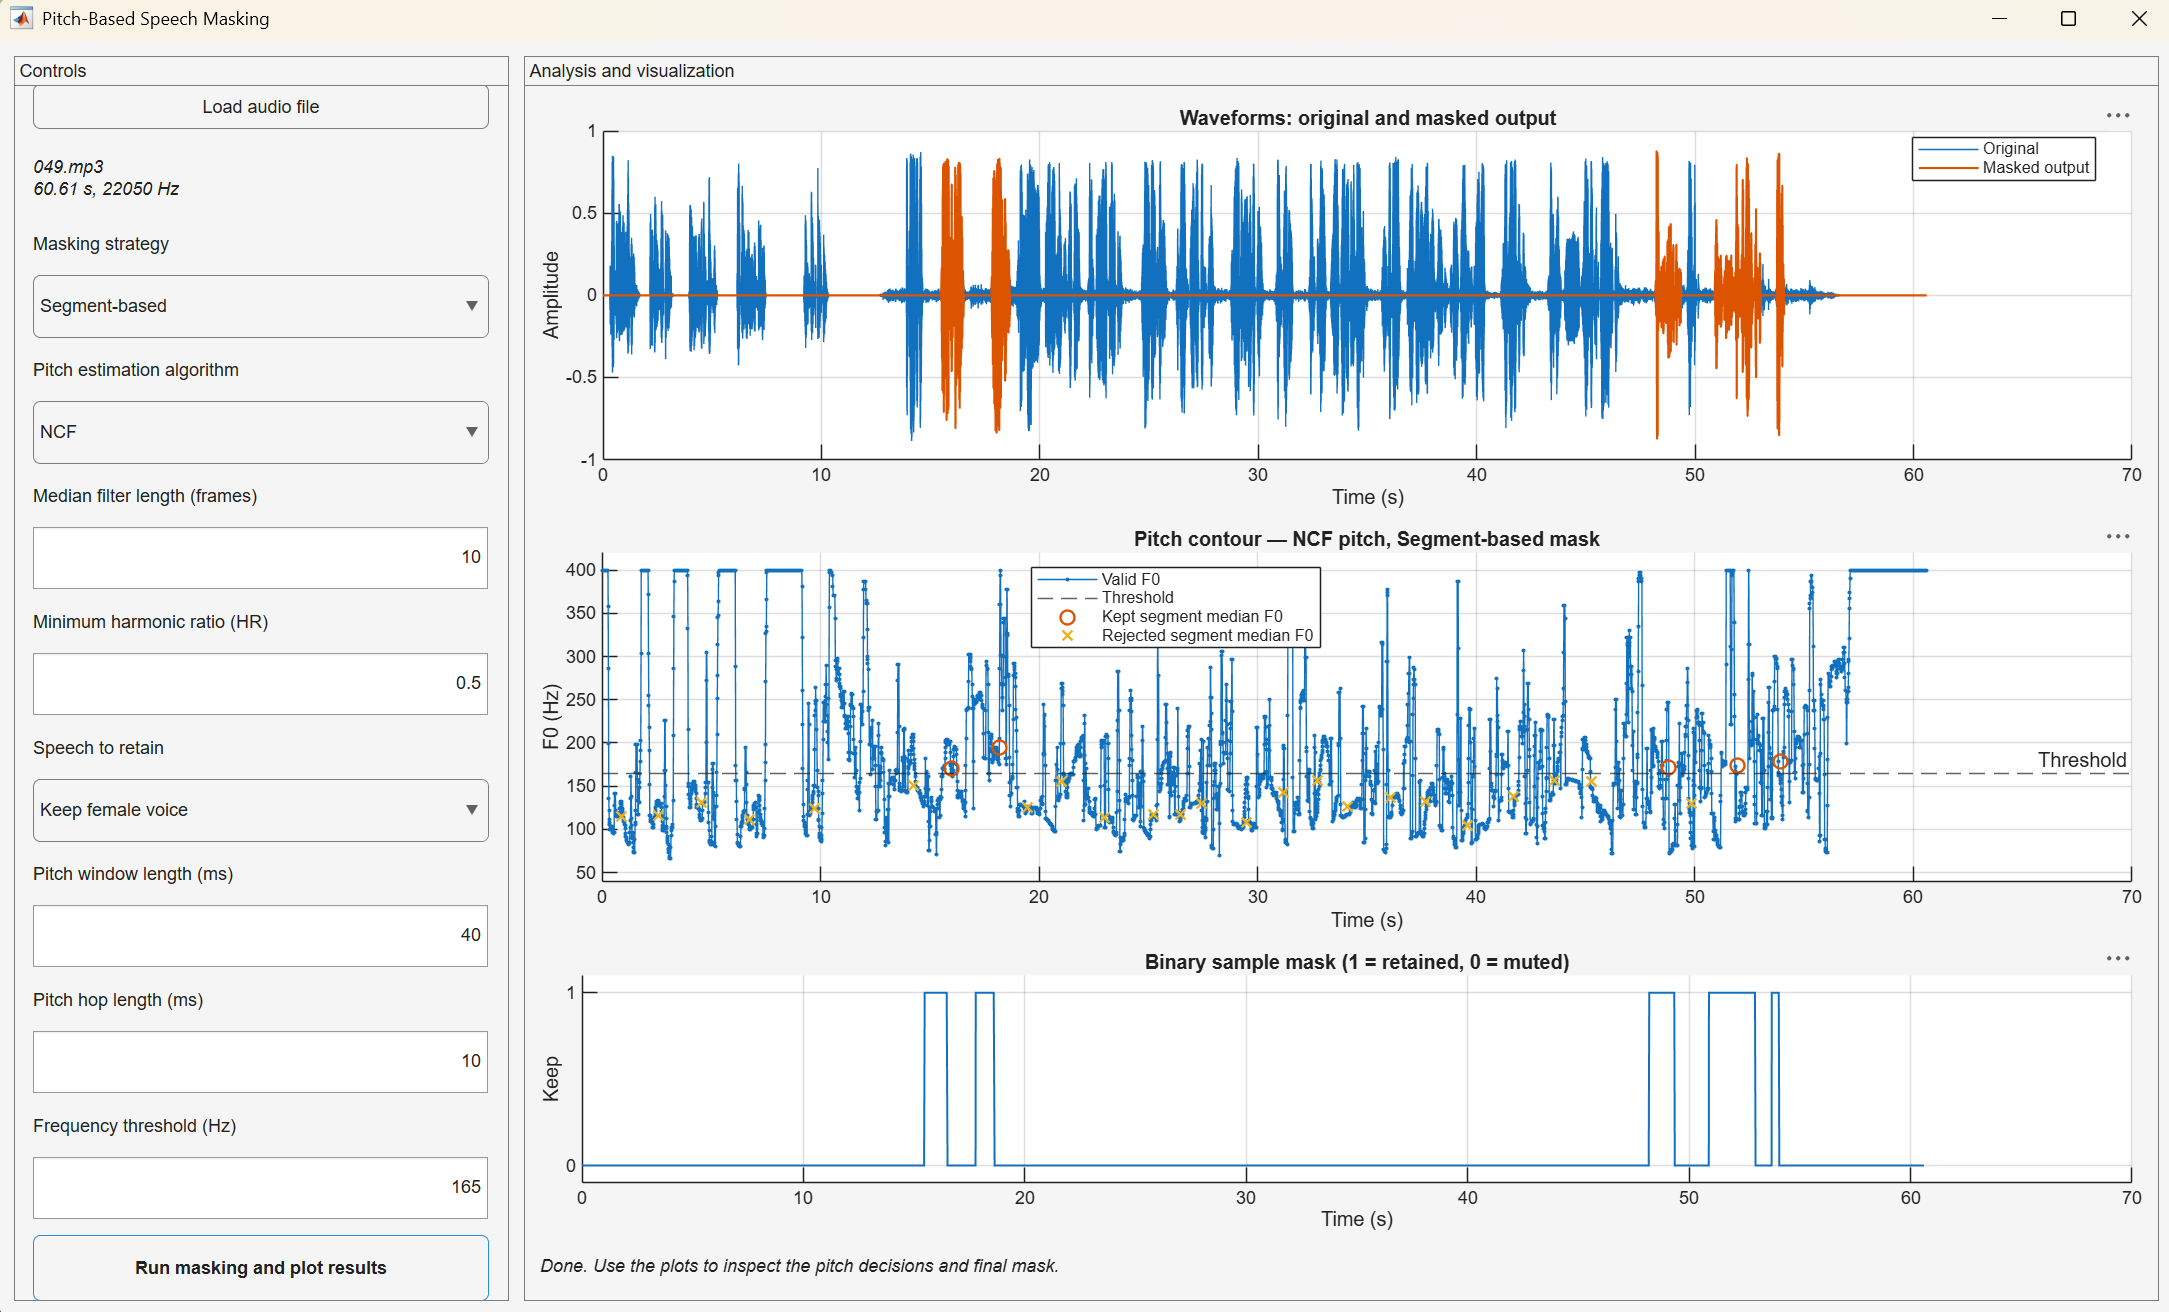 Pitch-Based Speech Masking
Controls
Load audio file
049.mp3
60.61 s, 22050 Hz
Masking strategy
Segment-based
Pitch estimation algorithm
NCF
Median filter length (frames)
10
Minimum harmonic ratio (HR)
0.5
Speech to retain
Keep female voice
Pitch window length (ms)
40
Pitch hop length (ms)
10
Frequency threshold (Hz)
165
Run masking and plot results
Analysis and visualization
Waveforms: original and masked output
Original
Masked output
1
0.5
0
-0.5
-1
Amplitude
0 10 20 30 40 50 60 70
Time (s)
Pitch contour — NCF pitch, Segment-based mask
Valid F0
Threshold
Kept segment median F0
Rejected segment median F0
400
350
300
250
200
150
100
50
F0 (Hz)
Threshold
0 10 20 30 40 50 60 70
Time (s)
Binary sample mask (1 = retained, 0 = muted)
1
0
Keep
0 10 20 30 40 50 60 70
Time (s)
Done. Use the plots to inspect the pitch decisions and final mask.